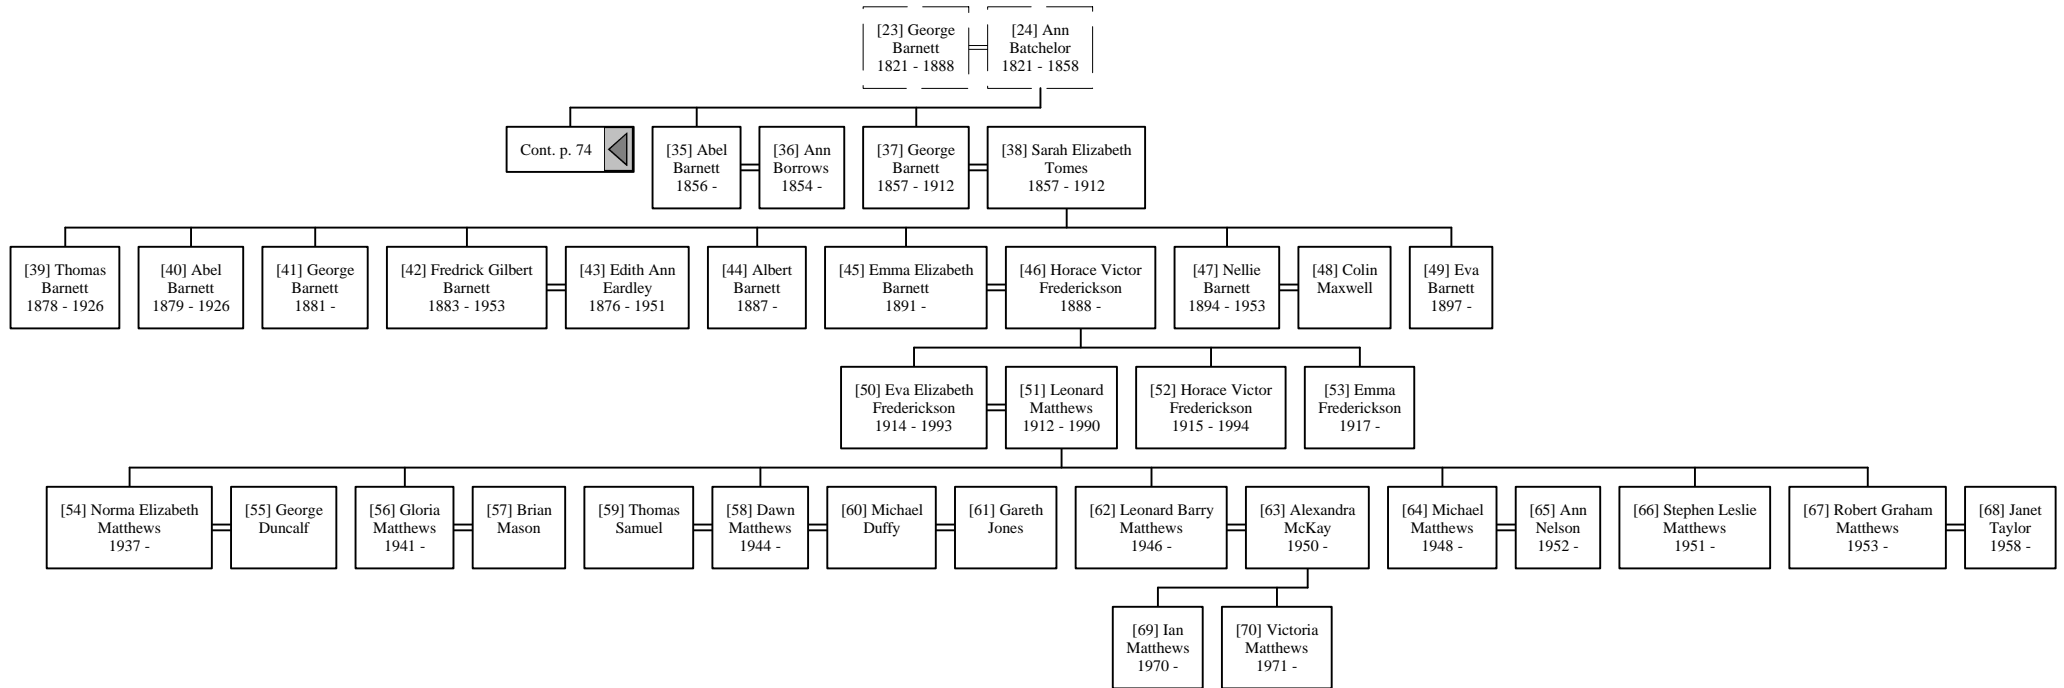 [23] George
Barnett
1821 - 1888
[24] Ann
Batchelor
1821 - 1858
Cont. p. 74
[35] Abel
Barnett
1856 -
[36] Ann
Borrows
1854 -
[37] George
Barnett
1857 - 1912
[38] Sarah Elizabeth
Tomes
1857 - 1912
[39] Thomas
Barnett
1878 - 1926
[40] Abel
Barnett
1879 - 1926
[41] George
Barnett
1881 -
[42] Fredrick Gilbert
Barnett
1883 - 1953
[43] Edith Ann
Eardley
1876 - 1951
[44] Albert
Barnett
1887 -
[45] Emma Elizabeth
Barnett
1891 -
[46] Horace Victor
Frederickson
1888 -
[47] Nellie
Barnett
1894 - 1953
[48] Colin
Maxwell
[49] Eva
Barnett
1897 -
[50] Eva Elizabeth
Frederickson
1914 - 1993
[51] Leonard
Matthews
1912 - 1990
[52] Horace Victor
Frederickson
1915 - 1994
[53] Emma
Frederickson
1917 -
[54] Norma Elizabeth
Matthews
1937 -
[55] George
Duncalf
[56] Gloria
Matthews
1941 -
[57] Brian
Mason
[59] Thomas
Samuel
[58] Dawn
Matthews
1944 -
[60] Michael
Duffy
[61] Gareth
Jones
[62] Leonard Barry
Matthews
1946 -
[63] Alexandra
McKay
1950 -
[64] Michael
Matthews
1948 -
[65] Ann
Nelson
1952 -
[66] Stephen Leslie
Matthews
1951 -
[67] Robert Graham
Matthews
1953 -
[68] Janet
Taylor
1958 -
[69] Ian
Matthews
1970 -
[70] Victoria
Matthews
1971 -